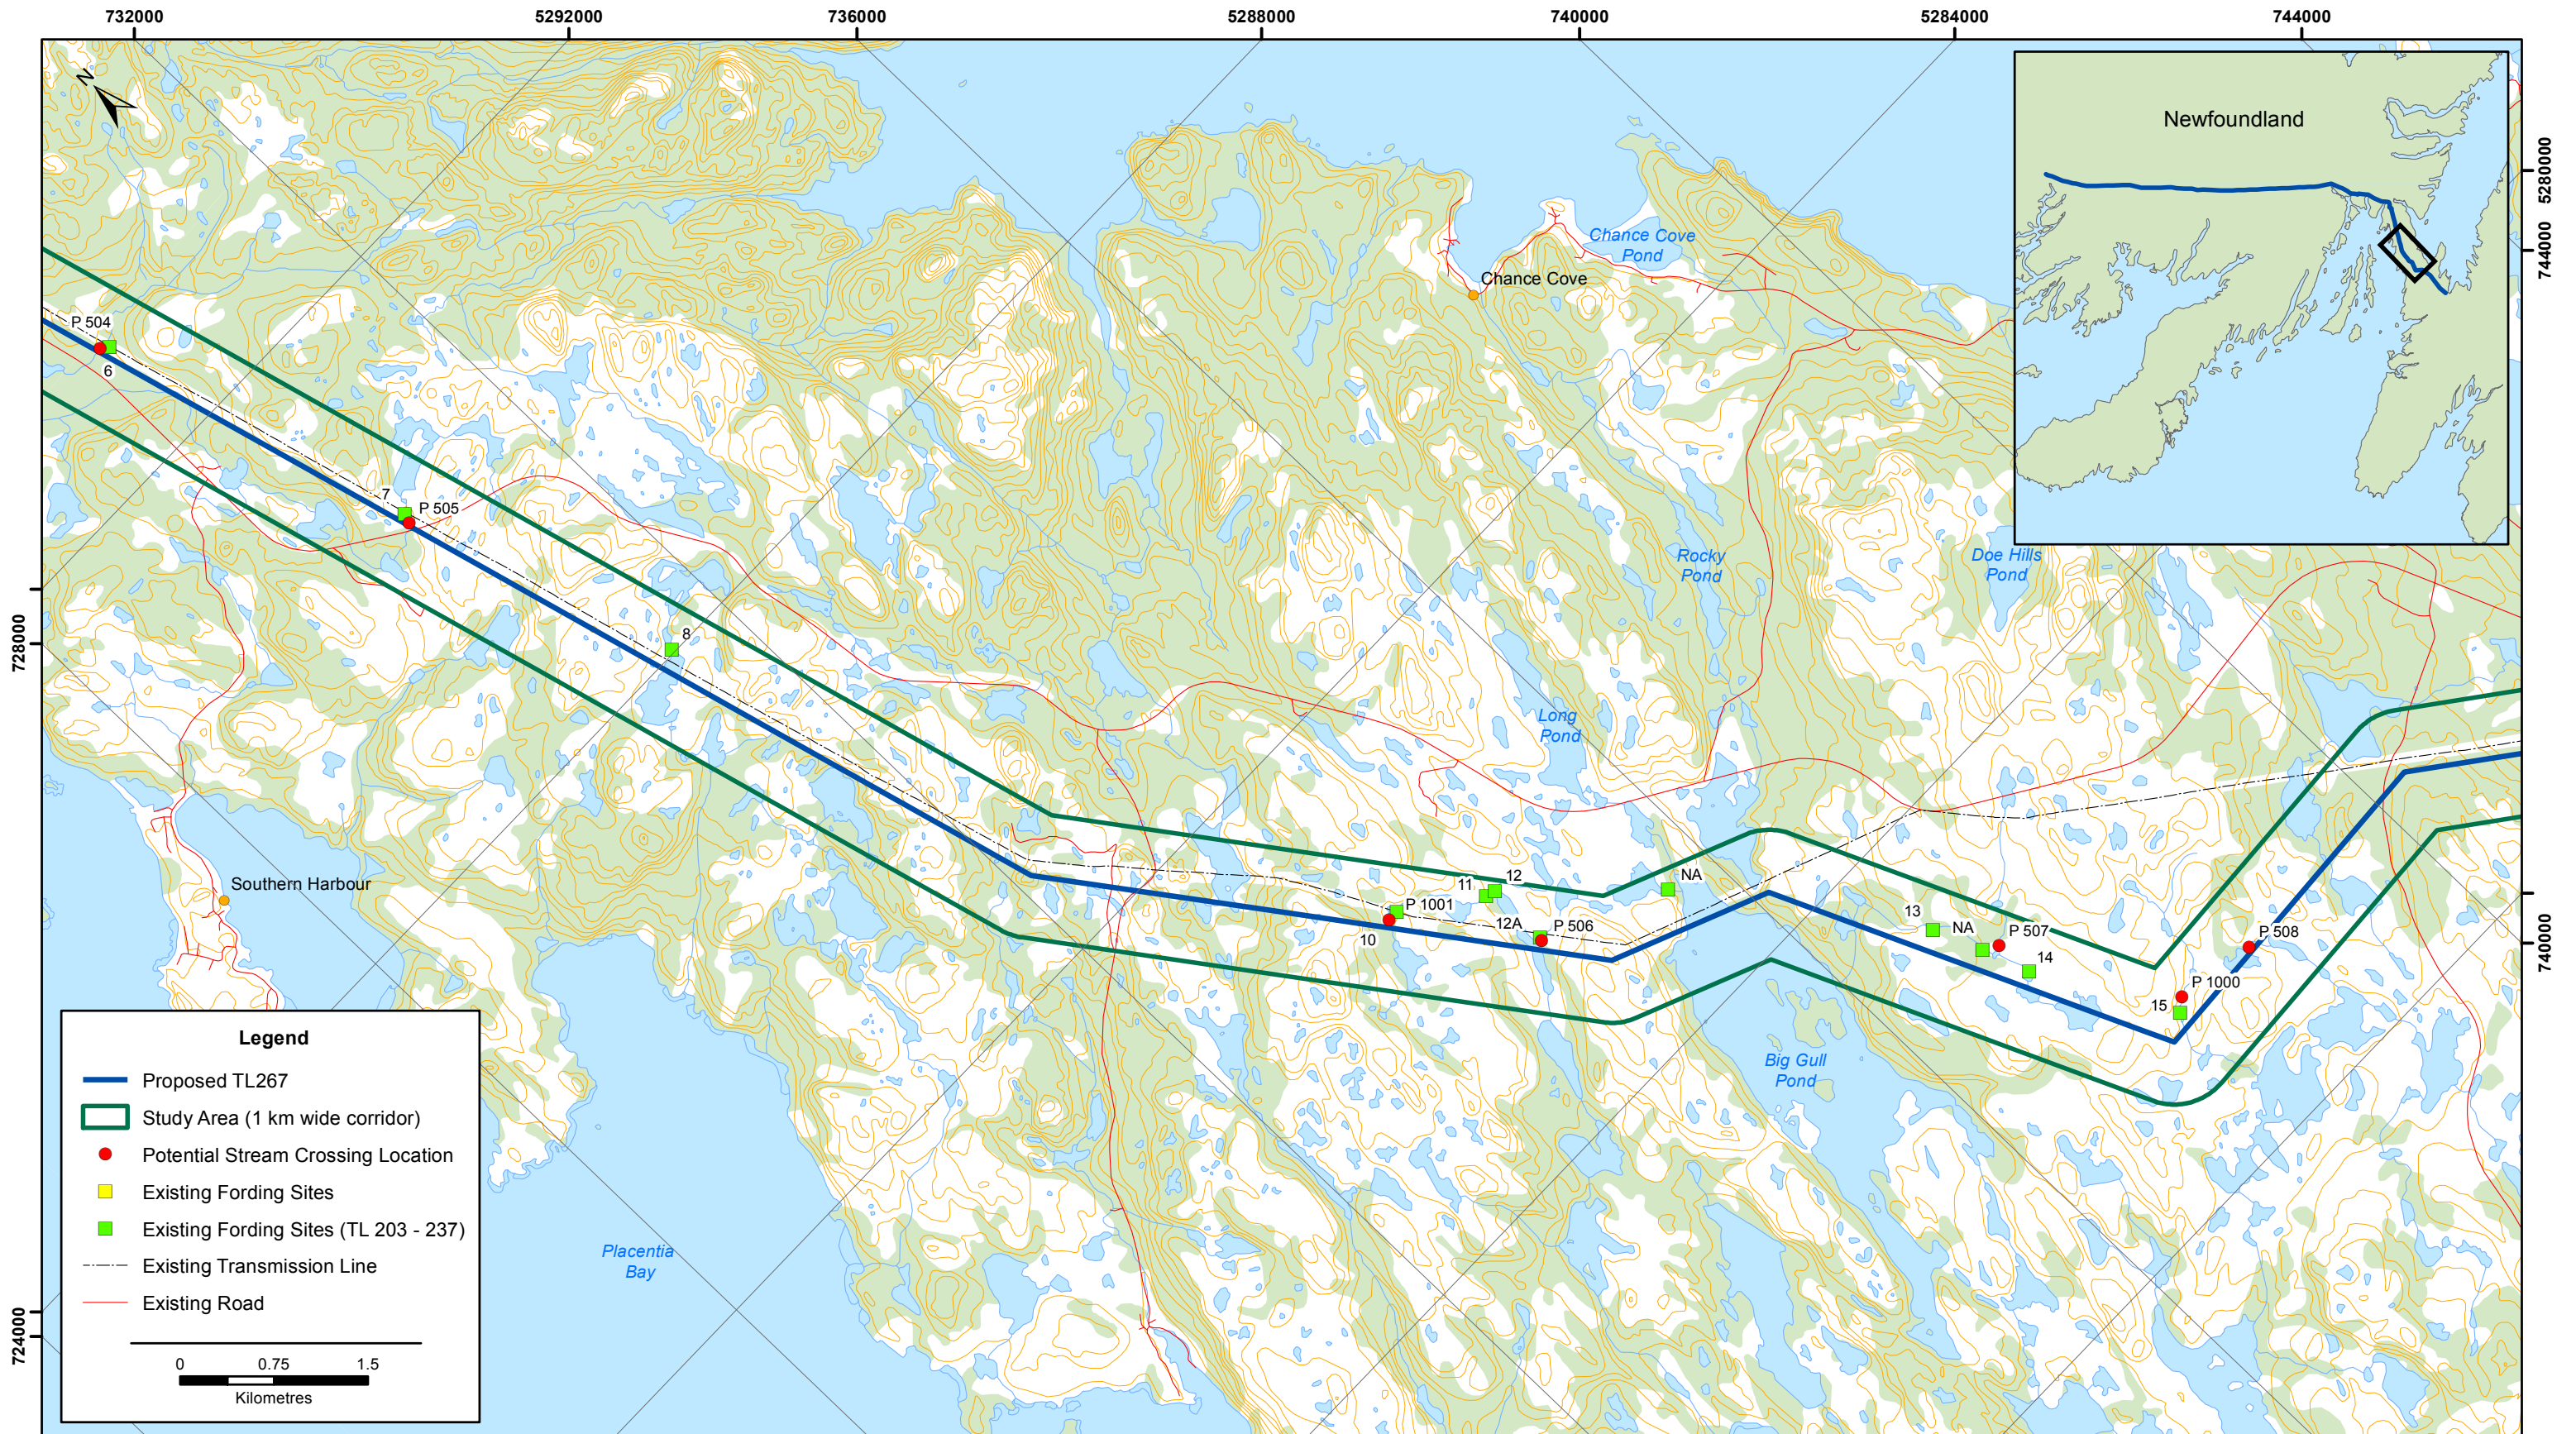 732000
5292000
736000
5288000
740000
5284000
744000
N
Newfoundland
5280000
744000
Chance Cove
Pond
Chance Cove
P 504
6
7
P 505
Rocky
Pond
Doe Hills
Pond
728000
8
Long
Pond
Southern Harbour
NA
12
11
P 1001
10
12A
P 506
13
NA
P 507
14
P 508
P 1000
15
740000
Big Gull
Pond
Placentia
Bay
724000
Legend
Proposed TL267
Study Area (1 km wide corridor)
Potential Stream Crossing Location
Existing Fording Sites
Existing Fording Sites (TL 203 - 237)
Existing Transmission Line
Existing Road
0 0.75 1.5
Kilometres